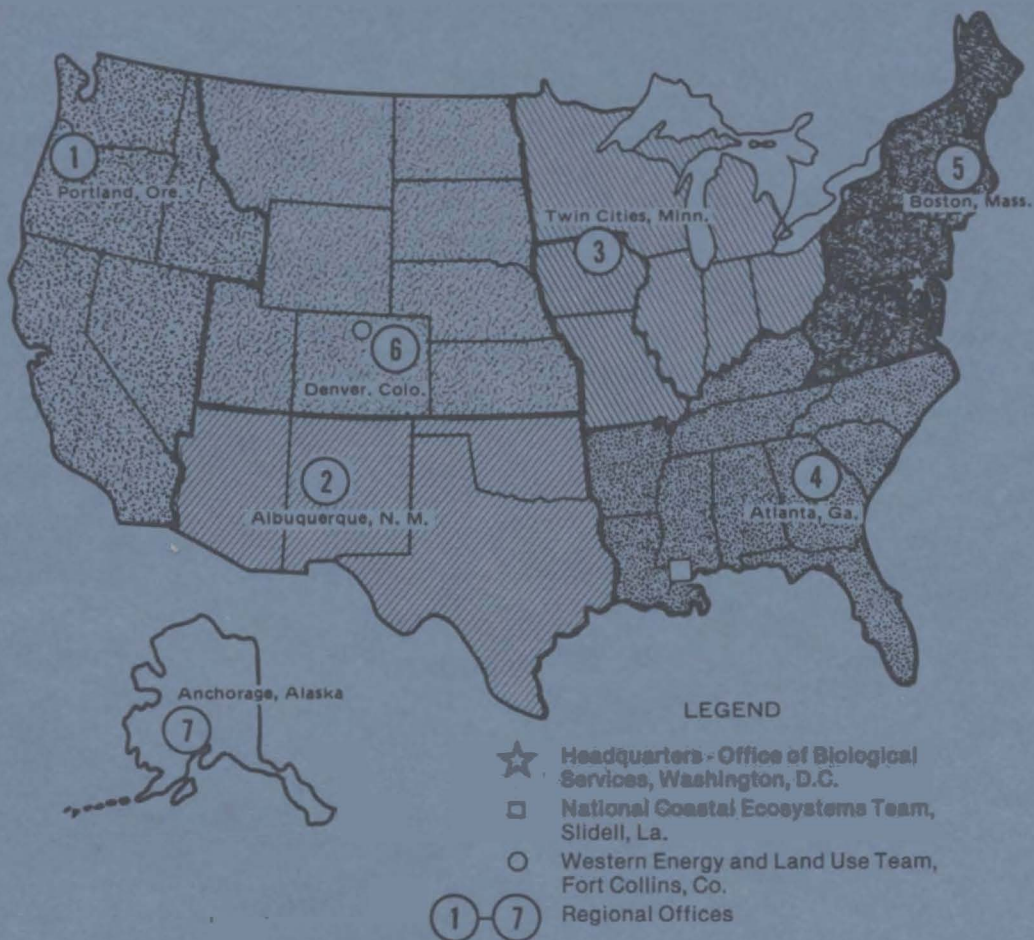 1
Portland, Ore.
5
Boston, Mass.
Twin Cities, Minn.
3
6
Denver, Colo.
2
Albuquerque, N. M.
4
Atlanta, Ga.
Anchorage, Alaska
7
LEGEND
Headquarters - Office of Biological
Services, Washington, D.C.
National Coastal Ecosystems Team,
Slidell, La.
Western Energy and Land Use Team,
Fort Collins, Co.
1-7 Regional Offices